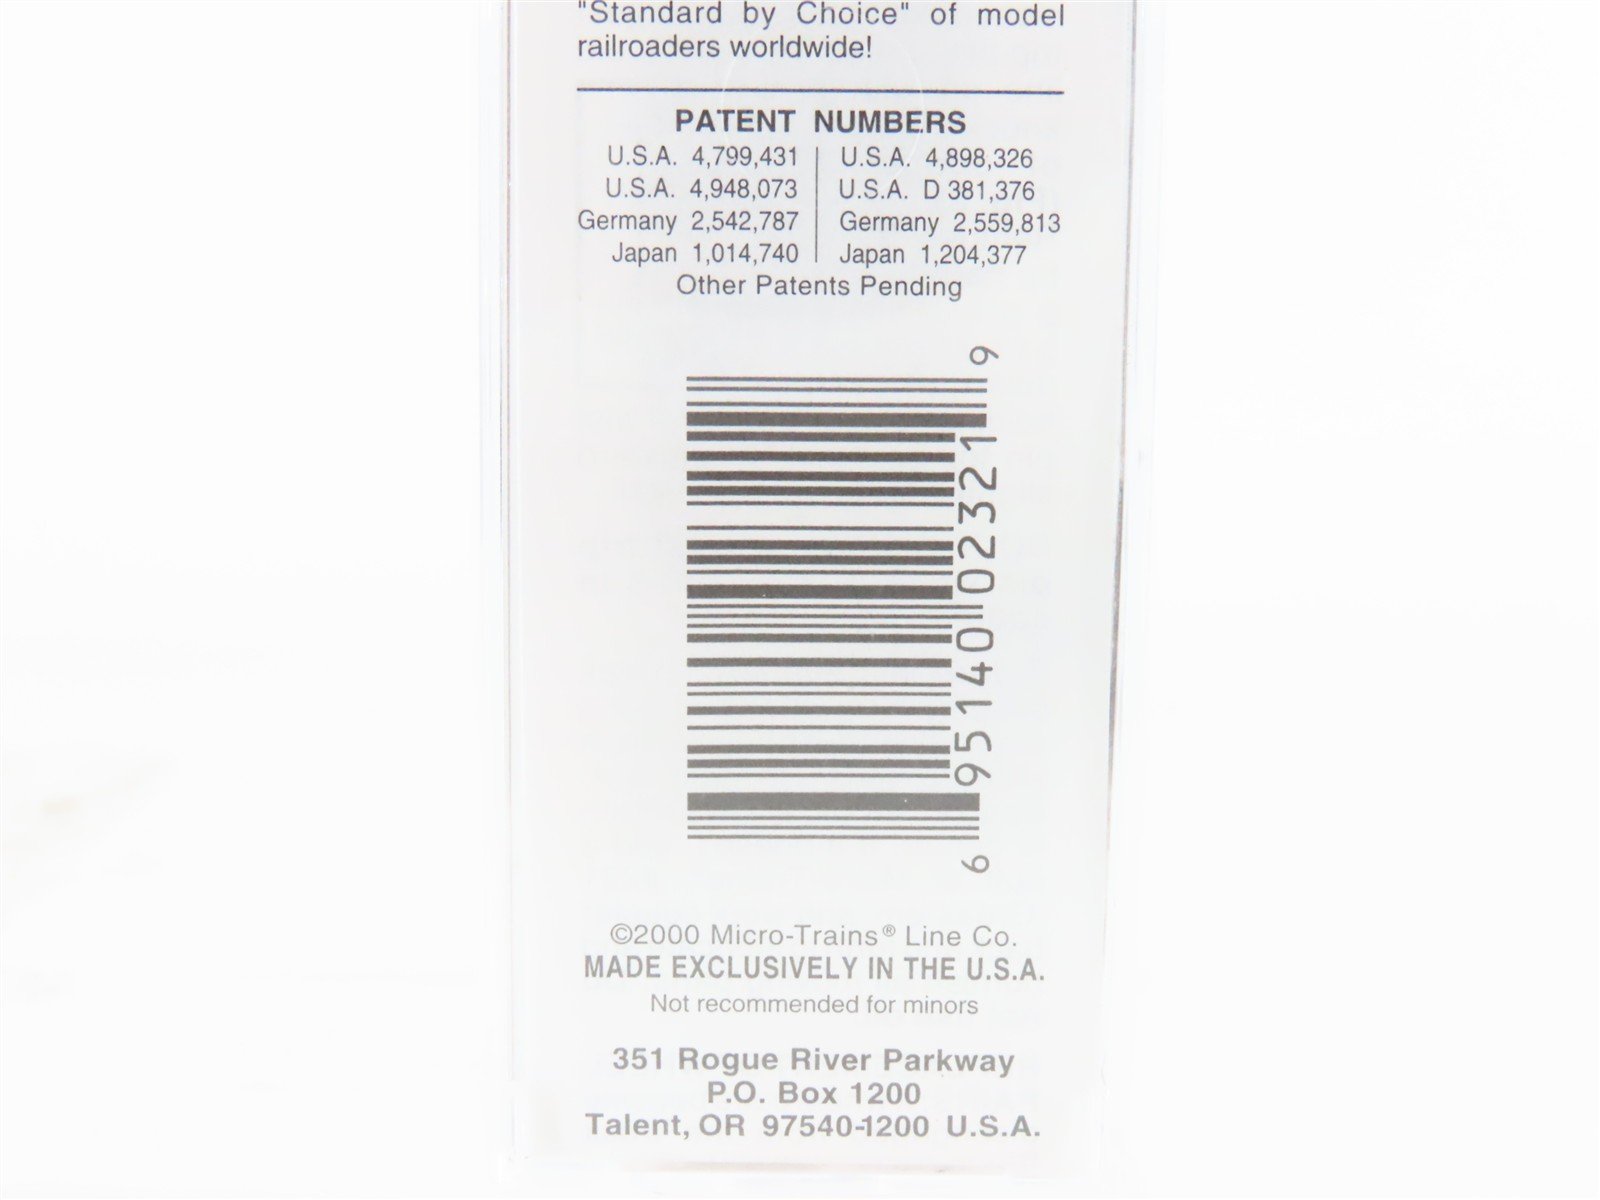 "Standard by Choice" of model
railroaders worldwide!
PATENT NUMBERS
U.S.A. 4,799,431 | U.S.A. 4,898,326
U.S.A. 4,948,073 | U.S.A. D 381,376
Germany 2,542,787 | Germany 2,559,813
Japan 1,014,740 | Japan 1,204,377
Other Patents Pending
6 95140 02321 9
©2000 Micro-Trains® Line Co.
MADE EXCLUSIVELY IN THE U.S.A.
Not recommended for minors
351 Rogue River Parkway
P.O. Box 1200
Talent, OR 97540-1200 U.S.A.